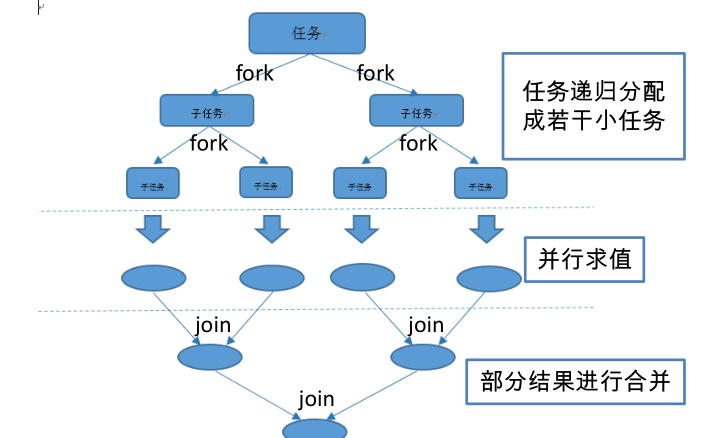 任务
fork
fork
子任务
子任务
任务递归分配
成若干小任务
fork
fork
子任务
子任务
子任务
子任务
并行求值
join
join
部分结果进行合并
join